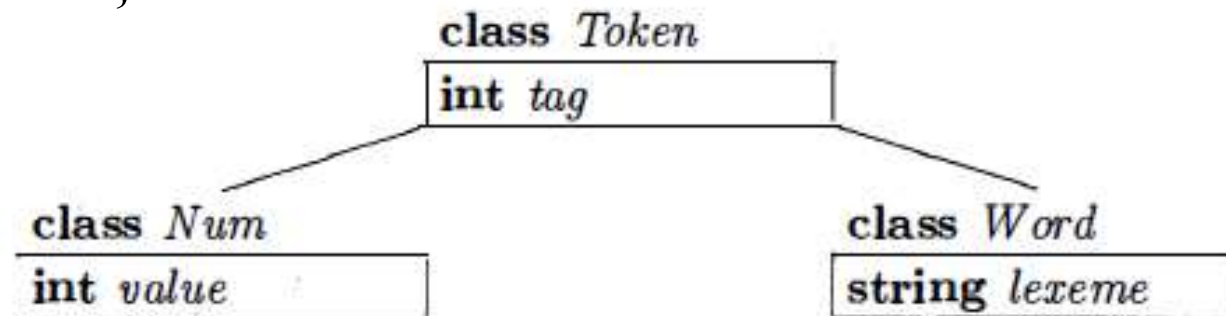 class Token
int tag
class Num
class Word
int value
string lexeme